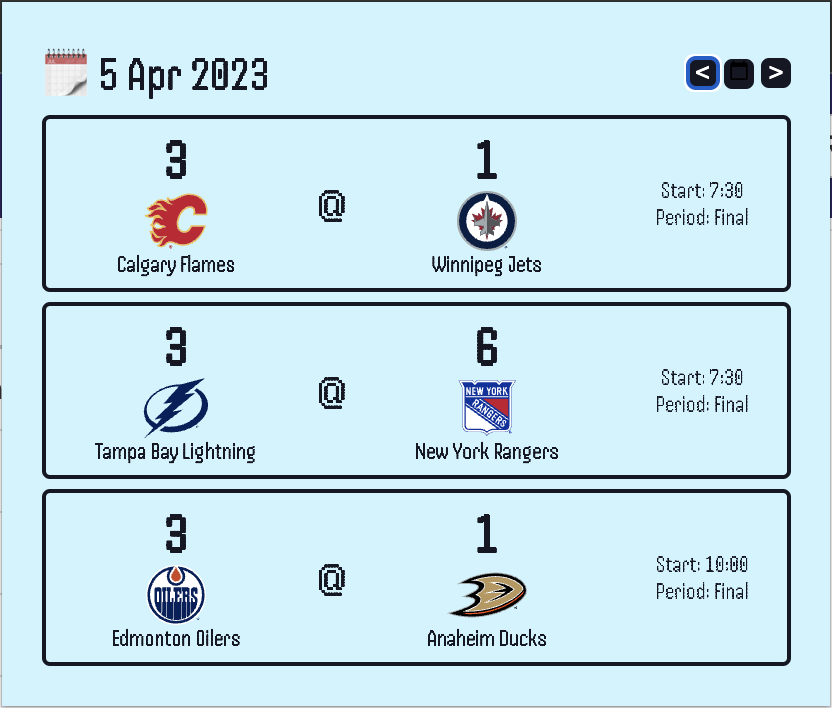 5 Apr 2023
< >
3
Calgary Flames
@
1
Winnipeg Jets
Start: 7:30
Period: Final
3
Tampa Bay Lightning
@
6
NEW YORK
RANGERS
New York Rangers
Start: 7:30
Period: Final
3
OILERS
Edmonton Oilers
@
1
Anaheim Ducks
Start: 10:00
Period: Final